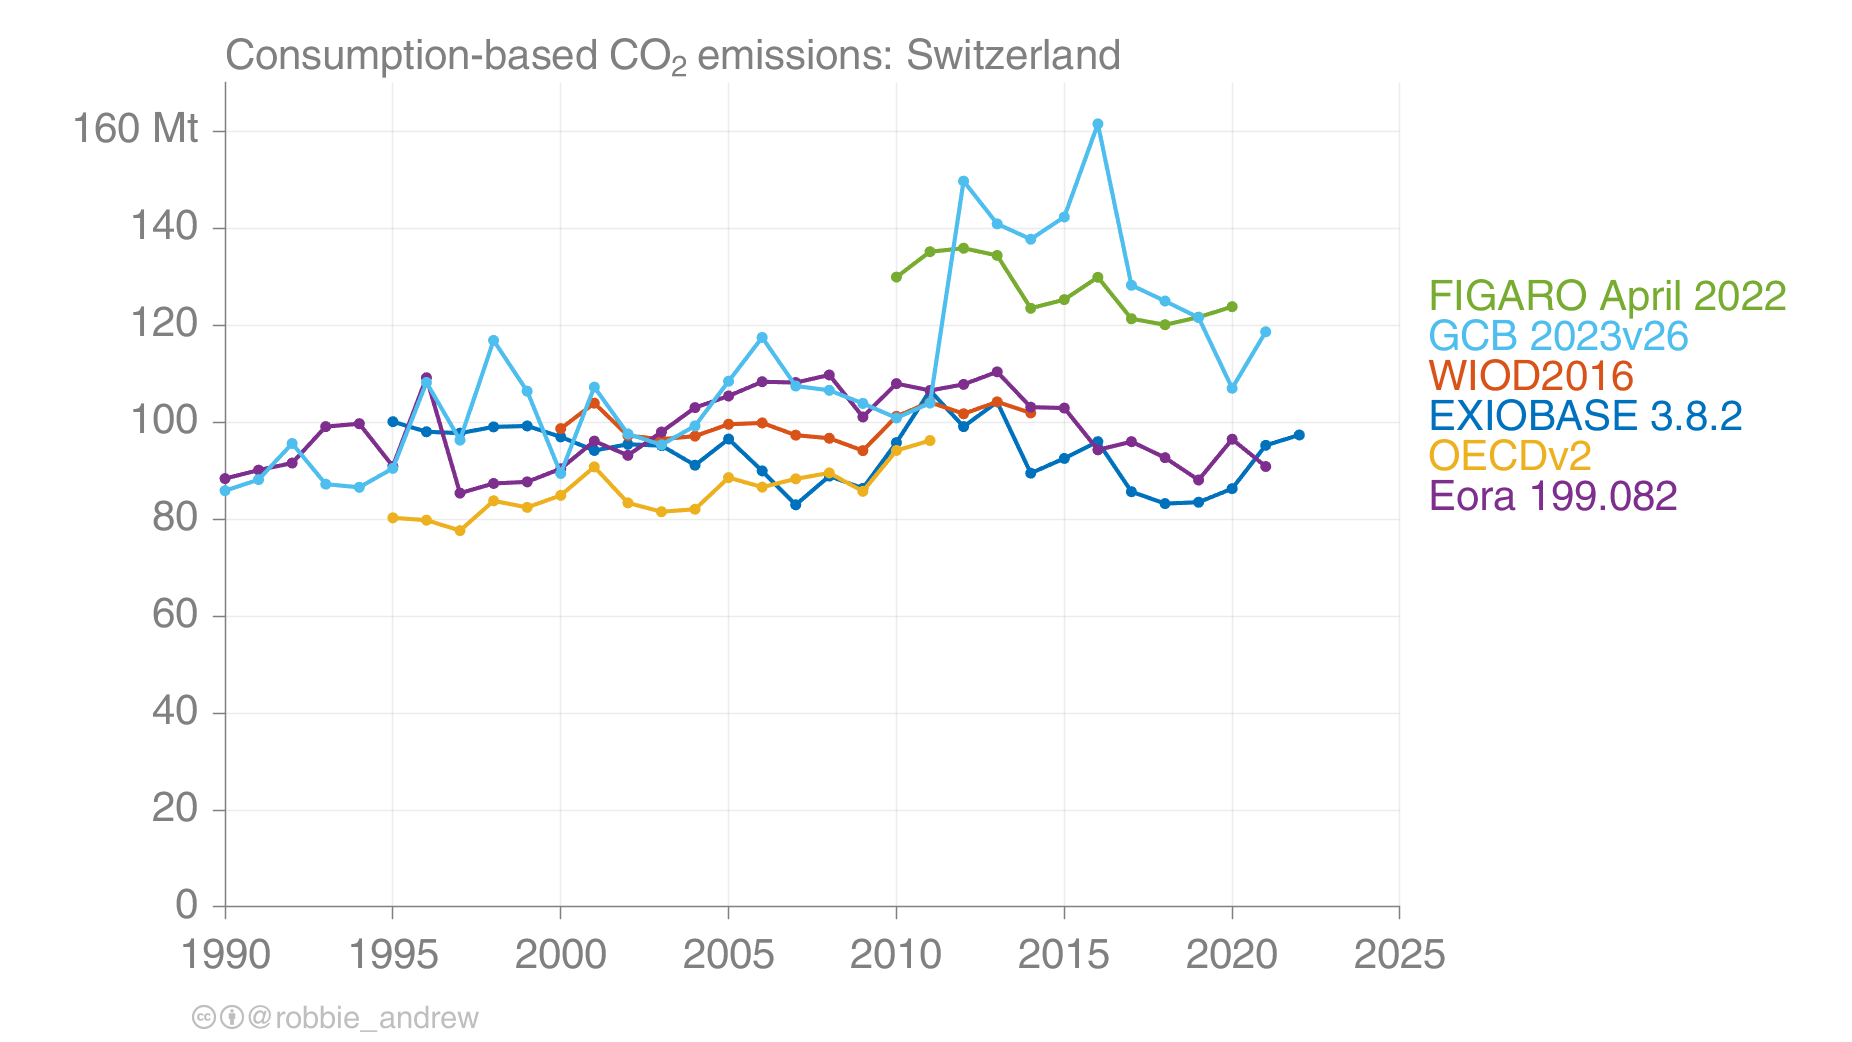 Consumption-based CO₂ emissions: Switzerland
160 Mt
140
120
100
80
60
40
20
0
1990 1995 2000 2005 2010 2015 2020 2025
FIGARO April 2022
GCB 2023v26
WIOD2016
EXIOBASE 3.8.2
OECDv2
Eora 199.082
cc @robbie_andrew